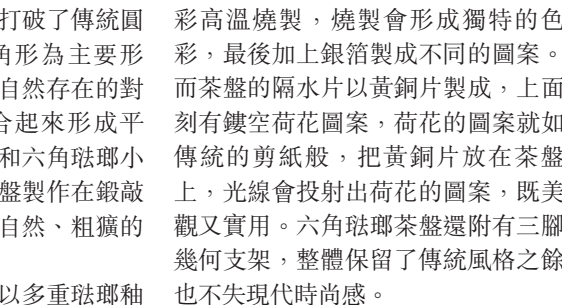 打破了傳統圓
角形為主要形
自然存在的對
合起來形成平
和六角琺瑯小
盤製作在鍛敲
自然、粗獷的
以多重琺瑯釉
彩高溫燒製，燒製會形成獨特的色
彩，最後加上銀箔製成不同的圖案。
而茶盤的隔水片以黃銅片製成，上面
刻有鏤空荷花圖案，荷花的圖案就如
傳統的剪紙般，把黃銅片放在茶盤
上，光線會投射出荷花的圖案，既美
觀又實用。六角琺瑯茶盤還附有三腳
幾何支架，整體保留了傳統風格之餘
也不失現代時尚感。